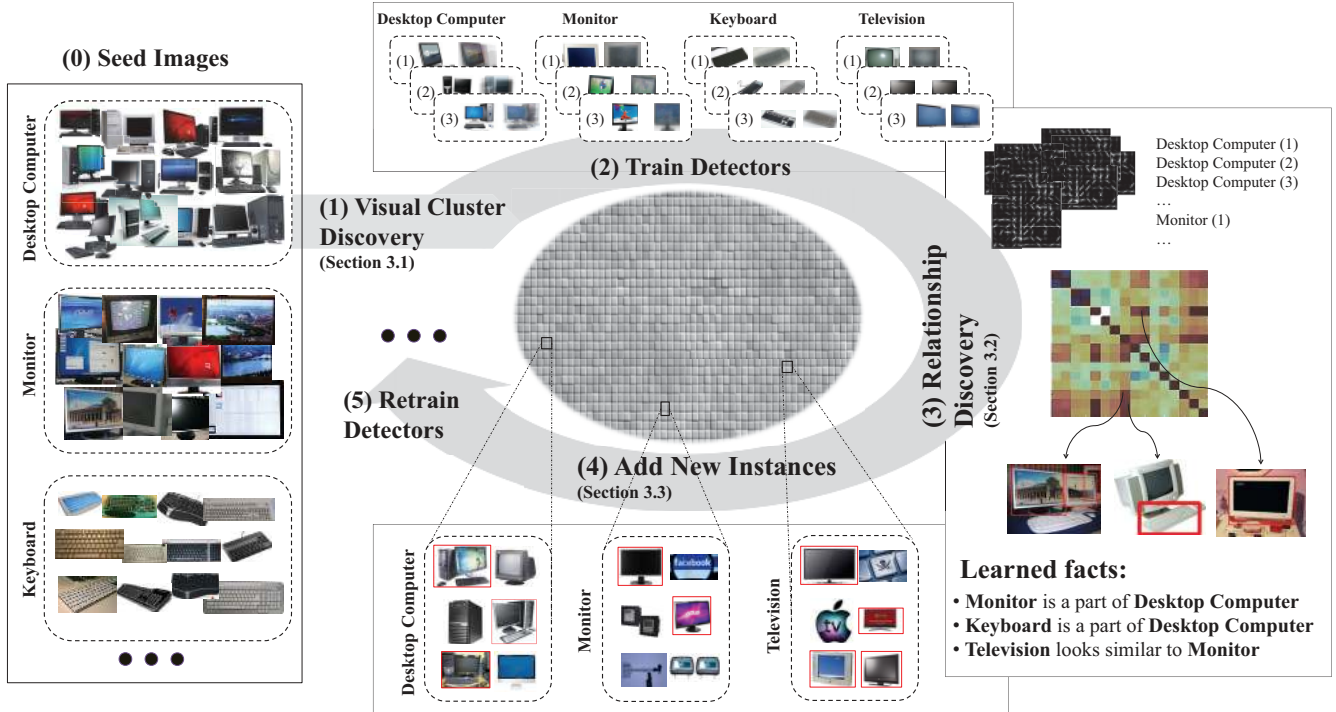 (0) Seed Images
Desktop Computer
Monitor
Keyboard
Desktop Computer
Monitor
Keyboard
Television
(1)
(2)
(3)
(1)
(2)
(3)
(1)
(2)
(3)
(1)
(2)
(3)
(1) Visual Cluster
Discovery
(Section 3.1)
(2) Train Detectors
(3) Relationship
Discovery
(Section 3.2)
Desktop Computer (1)
Desktop Computer (2)
Desktop Computer (3)
…
Monitor (1)
…
(4) Add New Instances
(Section 3.3)
(5) Retrain
Detectors
Desktop Computer
Monitor
facebook
Television
tv
Learned facts:
• Monitor is a part of Desktop Computer
• Keyboard is a part of Desktop Computer
• Television looks similar to Monitor